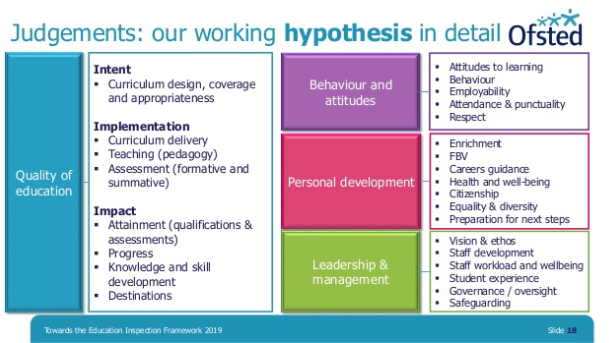 Judgements: our working hypothesis in detail
Ofsted
Quality of
education
Intent
▪ Curriculum design, coverage
and appropriateness
Implementation
▪ Curriculum delivery
▪ Teaching (pedagogy)
▪ Assessment (formative and
summative)
Impact
▪ Attainment (qualifications &
assessments)
▪ Progress
▪ Knowledge and skill
development
▪ Destinations
Behaviour and
attitudes
▪ Attitudes to learning
▪ Behaviour
▪ Employability
▪ Attendance & punctuality
▪ Respect
Personal development
▪ Enrichment
▪ FBV
▪ Careers guidance
▪ Health and well-being
▪ Citizenship
▪ Equality & diversity
▪ Preparation for next steps
Leadership &
management
▪ Vision & ethos
▪ Staff development
▪ Staff workload and wellbeing
▪ Student experience
▪ Governance / oversight
▪ Safeguarding
Towards the Education Inspection Framework 2019
Slide 18